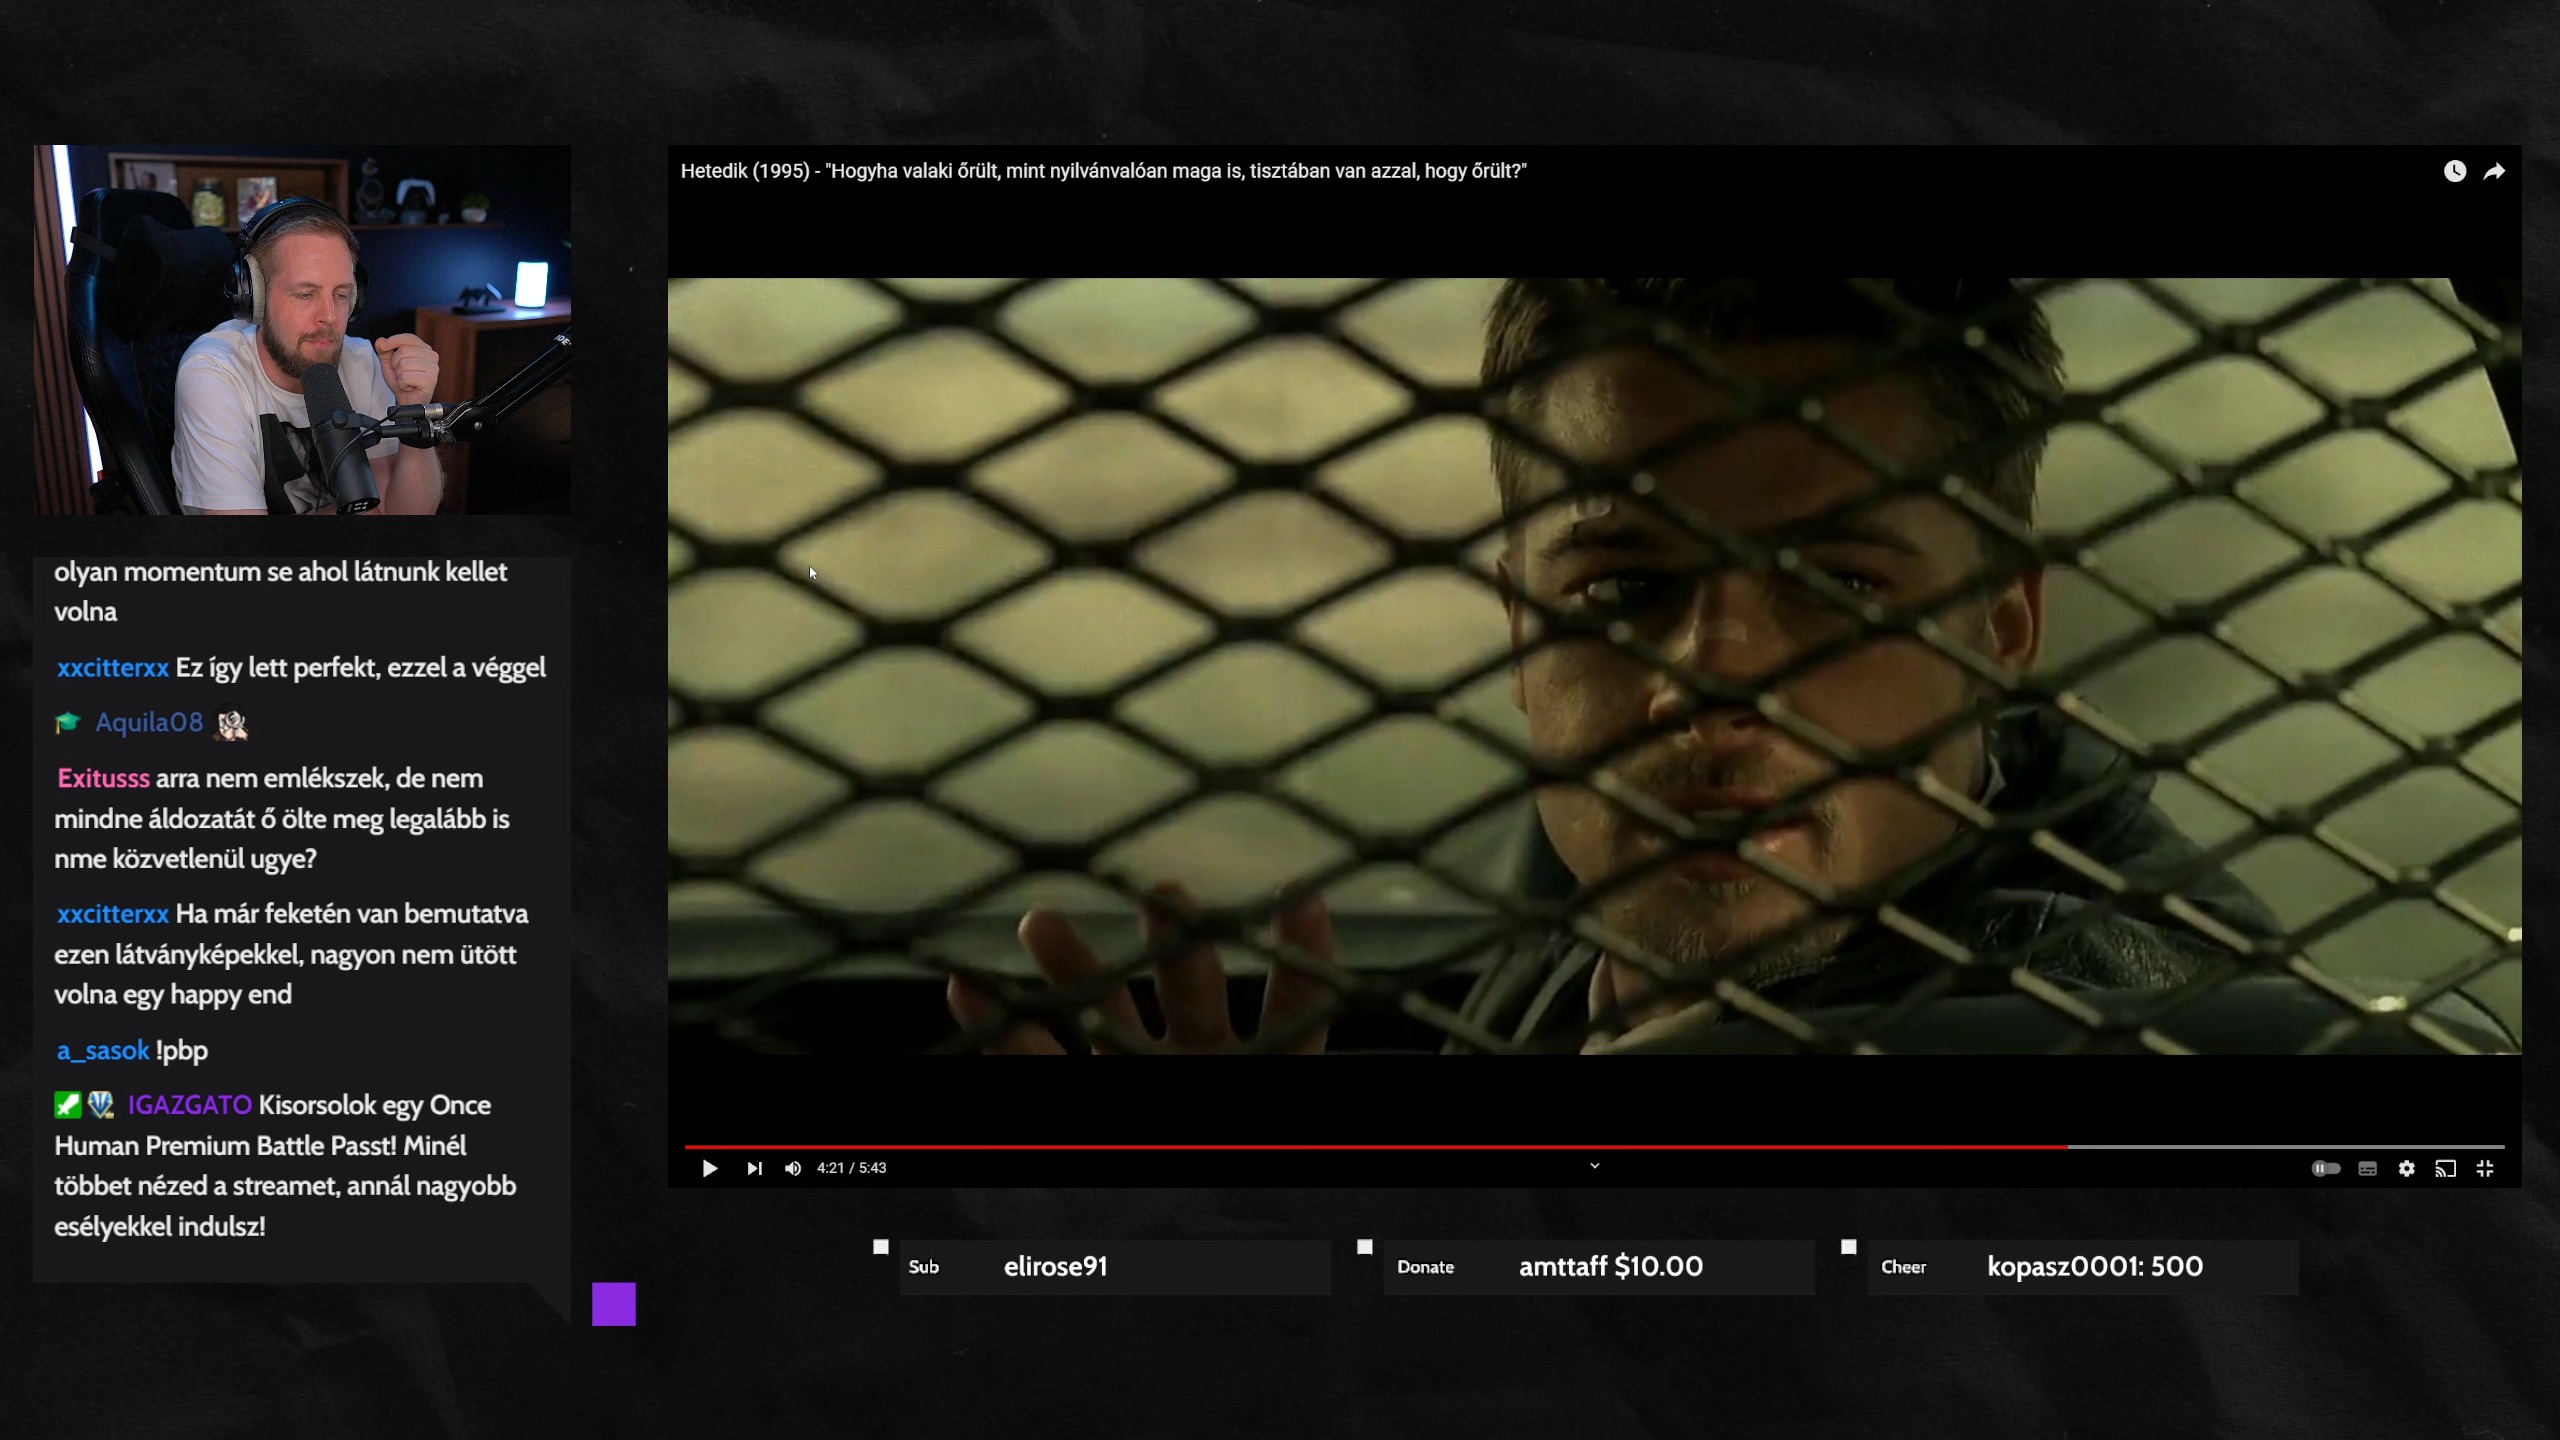 Hetedik (1995) - "Hogyha valaki őrült, mint nyilvánvalóan maga is, tisztában van azzal, hogy őrült?"
olyan momentum se ahol látnunk kellet
volna
xxcitterxx Ez így lett perfekt, ezzel a véggel
Aquila08
Exitusss arra nem emlékszek, de nem
mindne áldozatát ő ölte meg legalább is
nme közvetlenül ugye?
xxcitterxx Ha már feketén van bemutatva
ezen látványképekkel, nagyon nem ütött
volna egy happy end
a_sasok !pbp
IGAZGATO Kisorsolok egy Once
Human Premium Battle Passt! Minél
többet nézed a streamet, annál nagyobb
esélyekkel indulsz!
4:21 / 5:43
Sub elirose91
Donate amttaff $10.00
Cheer kopasz0001: 500